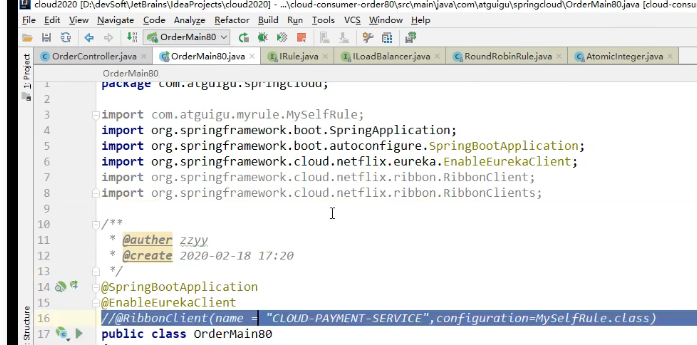 cloud2020 [D:\devSoft\JetBrains\IdeaProjects\cloud2020] - ...\cloud-consumer-order80\src\main\java\com\atguigu\springcloud\OrderMain80.java [cloud-consum
File Edit View Navigate Code Analyze Refactor Build Run Tools VCS Window Help
OrderMain80
OrderController.java OrderMain80.java IRule.java ILoadBalancer.java RoundRobinRule.java AtomicInteger.java
OrderMain80
1: Project
1 package com.atguigu.springcloud;
2
3 import com.atguigu.myrule.MySelfRule;
4 import org.springframework.boot.SpringApplication;
5 import org.springframework.boot.autoconfigure.SpringBootApplication;
6 import org.springframework.cloud.netflix.eureka.EnableEurekaClient;
7 import org.springframework.cloud.netflix.ribbon.RibbonClient;
8 import org.springframework.cloud.netflix.ribbon.RibbonClients;
9
10 /**
11 * @auther zzyy
12 * @create 2020-02-18 17:20
13 */
14 @SpringBootApplication
15 @EnableEurekaClient
16 //@RibbonClient(name = "CLOUD-PAYMENT-SERVICE",configuration=MySelfRule.class)
17 public class OrderMain80
Structure